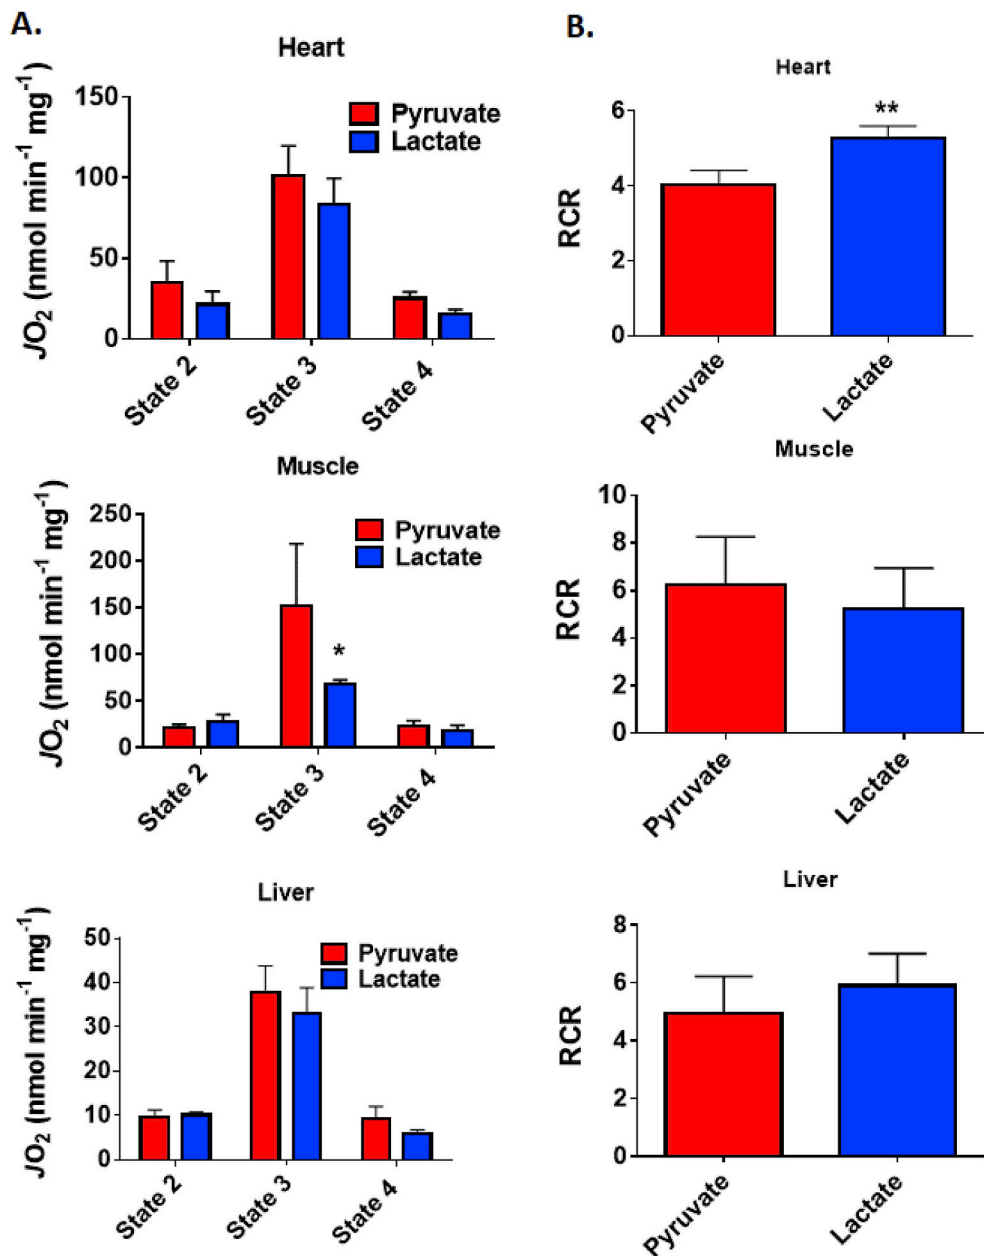 A.
Heart
JO₂ (nmol min⁻¹ mg⁻¹)
150
100
50
0
Pyruvate
Lactate
State 2
State 3
State 4
Muscle
JO₂ (nmol min⁻¹ mg⁻¹)
250
200
150
100
50
0
Pyruvate
Lactate
*
State 2
State 3
State 4
Liver
JO₂ (nmol min⁻¹ mg⁻¹)
50
40
30
20
10
0
Pyruvate
Lactate
State 2
State 3
State 4
B.
Heart
RCR
6
4
2
0
**
Pyruvate
Lactate
Muscle
RCR
10
8
6
4
2
0
Pyruvate
Lactate
Liver
RCR
8
6
4
2
0
Pyruvate
Lactate